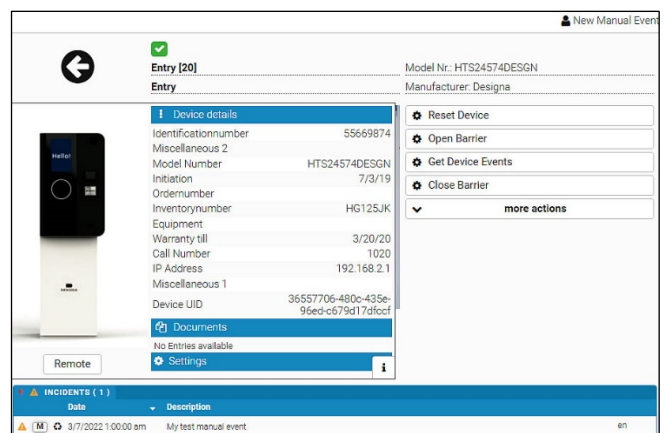 New Manual Event
Entry [20]
Model Nr.: HTS24574DESGN
Entry
Manufacturer: Designa
Device details
Identificationnumber 55669874
Miscellaneous 2
Model Number HTS24574DESGN
Initiation 7/3/19
Ordernumber
Inventorynumber HG125JK
Equipment
Warranty till 3/20/20
Call Number 1020
IP Address 192.168.2.1
Miscellaneous 1
Device UID 36557706-480c-435e-
96ed-c679d17dfccf
Documents
No Entries available
Settings
i
Reset Device
Open Barrier
Get Device Events
Close Barrier
more actions
Hello!
Remote
INCIDENTS ( 1 )
Date Description
M 3/7/2022 1:00:00 am My test manual event en